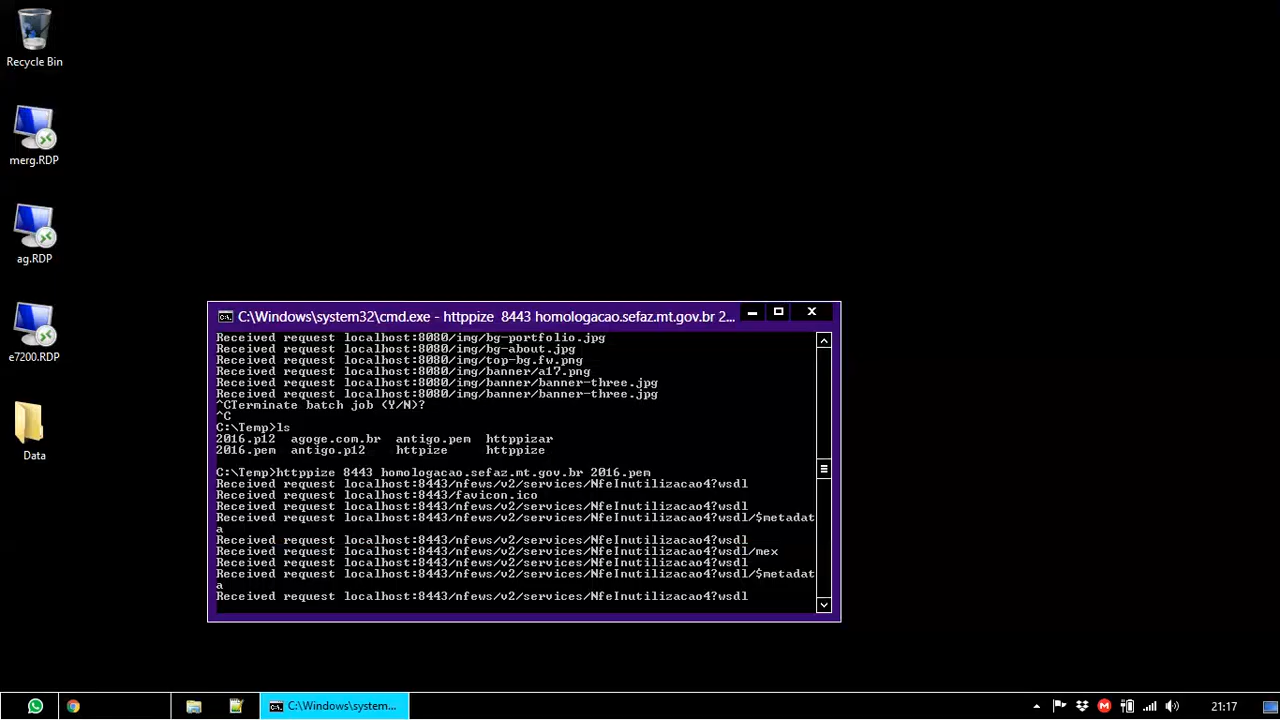 Recycle Bin
merg.RDP
ag.RDP
e7200.RDP
Data
C:\Windows\system32\cmd.exe - httppize  8443 homologacao.sefaz.mt.gov.br 2...
Received request localhost:8080/img/bg-portfolio.jpg
Received request localhost:8080/img/bg-about.jpg
Received request localhost:8080/img/top-bg.fw.png
Received request localhost:8080/img/banner/a17.png
Received request localhost:8080/img/banner/banner-three.jpg
Received request localhost:8080/img/banner/banner-three.jpg
^CTerminate batch job (Y/N)?
^C
C:\Temp>ls
2016.p12  agoge.com.br  antigo.pem  httppizar
2016.pem  antigo.p12    httpize     httppize
C:\Temp>httppize 8443 homologacao.sefaz.mt.gov.br 2016.pem
Received request localhost:8443/nfews/v2/services/NfeInutilizacao4?wsdl
Received request localhost:8443/favicon.ico
Received request localhost:8443/nfews/v2/services/NfeInutilizacao4?wsdl
Received request localhost:8443/nfews/v2/services/NfeInutilizacao4?wsdl/$metadat
a
Received request localhost:8443/nfews/v2/services/NfeInutilizacao4?wsdl
Received request localhost:8443/nfews/v2/services/NfeInutilizacao4?wsdl/mex
Received request localhost:8443/nfews/v2/services/NfeInutilizacao4?wsdl
Received request localhost:8443/nfews/v2/services/NfeInutilizacao4?wsdl/$metadat
a
Received request localhost:8443/nfews/v2/services/NfeInutilizacao4?wsdl
C:\Windows\system...
21:17